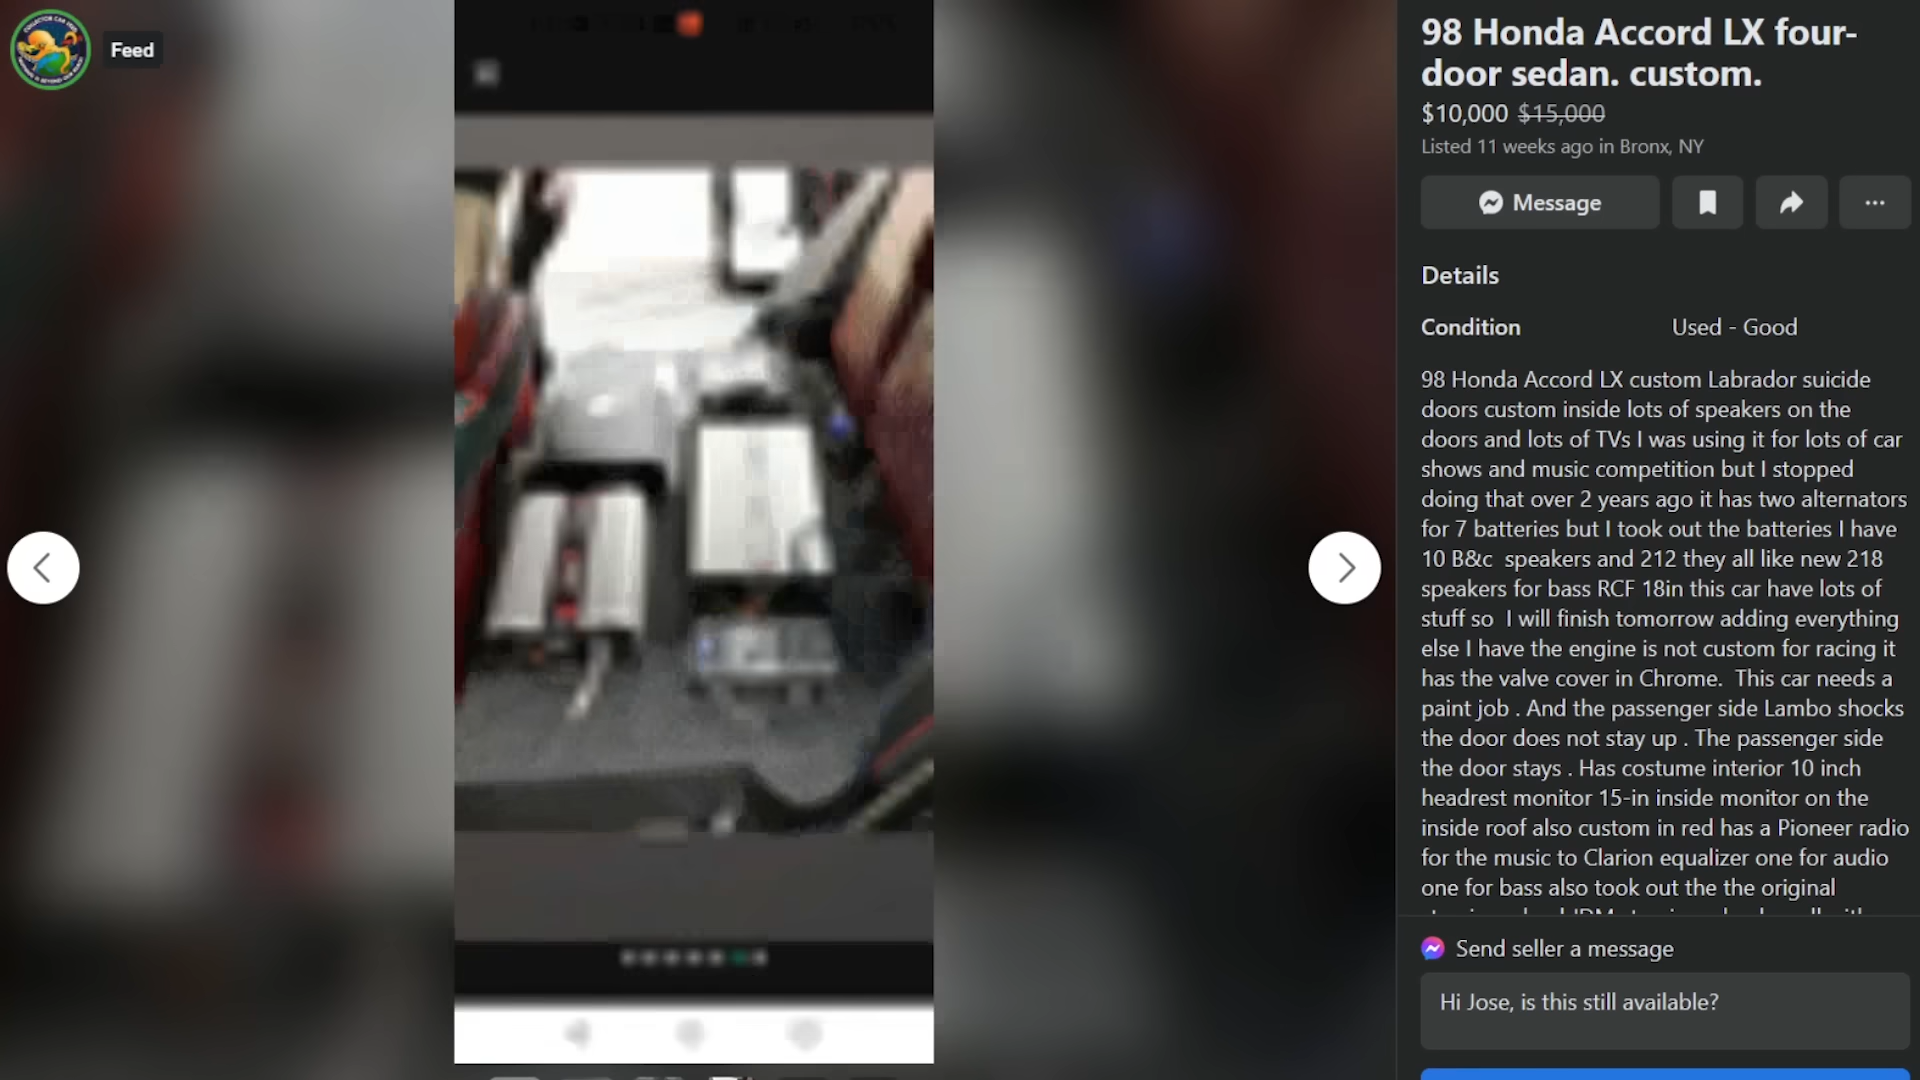 Feed
98 Honda Accord LX four-
door sedan. custom.
$10,000 $15,000
Listed 11 weeks ago in Bronx, NY
Message
Details
Condition Used - Good
98 Honda Accord LX custom Labrador suicide
doors custom inside lots of speakers on the
doors and lots of TVs I was using it for lots of car
shows and music competition but I stopped
doing that over 2 years ago it has two alternators
for 7 batteries but I took out the batteries I have
10 B&c speakers and 212 they all like new 218
speakers for bass RCF 18in this car have lots of
stuff so I will finish tomorrow adding everything
else I have the engine is not custom for racing it
has the valve cover in Chrome. This car needs a
paint job . And the passenger side Lambo shocks
the door does not stay up . The passenger side
the door stays . Has costume interior 10 inch
headrest monitor 15-in inside monitor on the
inside roof also custom in red has a Pioneer radio
for the music to Clarion equalizer one for audio
one for bass also took out the the original
Send seller a message
Hi Jose, is this still available?